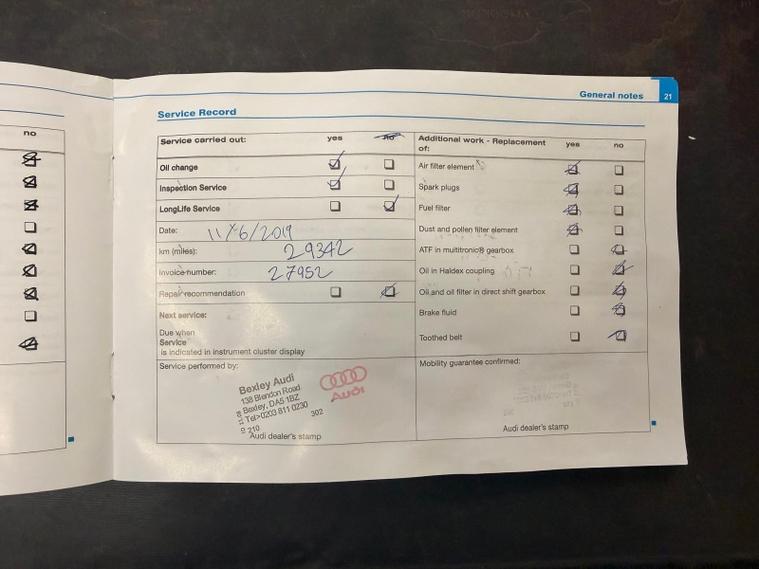 General notes 21
no
Service Record
Service carried out: yes no
Oil change
Inspection Service
LongLife Service
Date: 11/6/2019
km (miles): 29342
Invoice number: 27952
Repair recommendation
Next service:
Due when
Service
is indicated in instrument cluster display
Service performed by:
Bexley Audi
138 Blendon Road
Bexley, DA5 1BZ
Tel>0203 811 0230
210
302
Audi
Audi dealer's stamp
Additional work - Replacement of: yes no
Air filter element
Spark plugs
Fuel filter
Dust and pollen filter element
ATF in multitronic® gearbox
Oil in Haldex coupling
Oil and oil filter in direct shift gearbox
Brake fluid
Toothed belt
Mobility guarantee confirmed:
Audi dealer's stamp